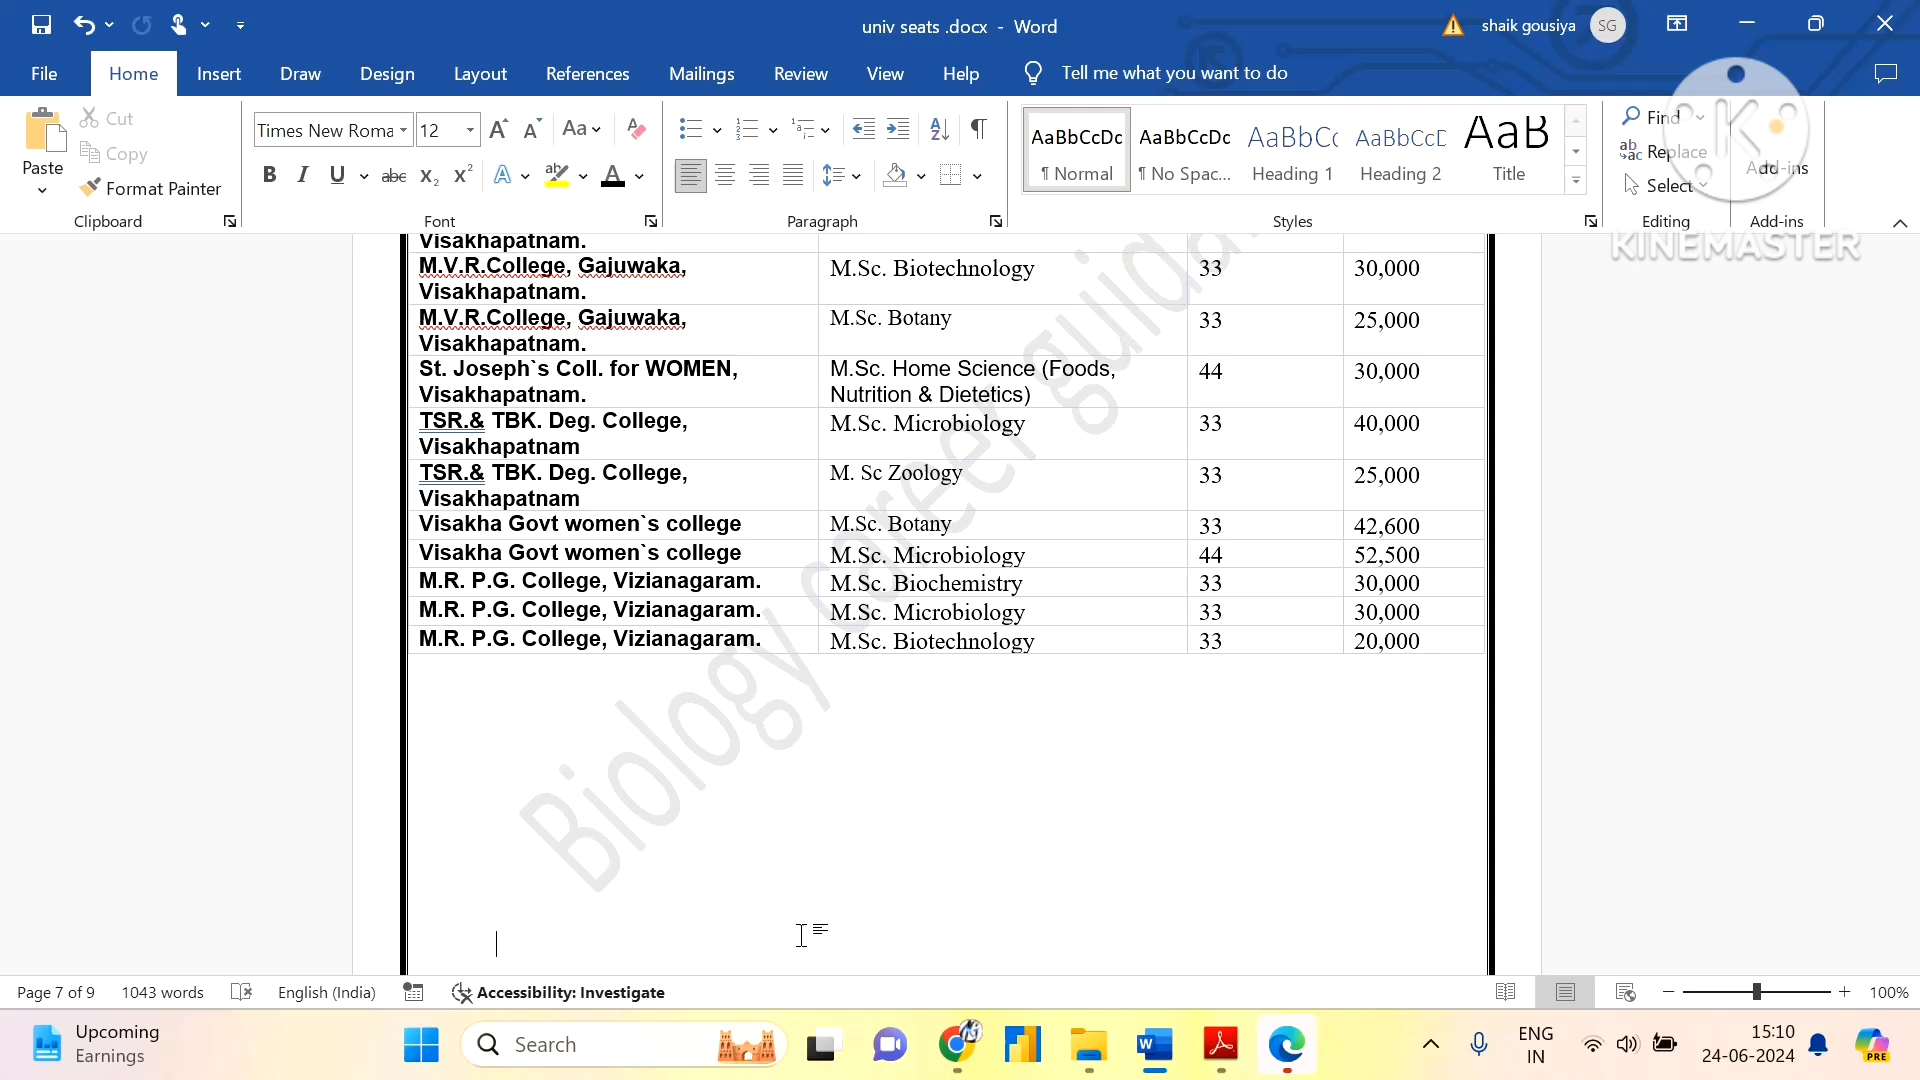 univ seats .docx - Word
shaik gousiya SG
File Home Insert Draw Design Layout References Mailings Review View Help Tell me what you want to do
Paste
Cut
Copy
Format Painter
Times New Roma 12
Aa
B I U abc X₂ X² A ab A
AaBbCcDc AaBbCcDc AaBbCc AaBbCcD AaB
¶ Normal ¶ No Spac... Heading 1 Heading 2 Title
Find
Replace
Select
Add-ins
Clipboard Font Paragraph Styles Editing Add-ins
K
KINEMASTER
Visakhapatnam.
M.V.R.College, Gajuwaka, M.Sc. Biotechnology 33 30,000
Visakhapatnam.
M.V.R.College, Gajuwaka, M.Sc. Botany 33 25,000
Visakhapatnam.
St. Joseph`s Coll. for WOMEN, M.Sc. Home Science (Foods, 44 30,000
Visakhapatnam. Nutrition & Dietetics)
TSR.& TBK. Deg. College, M.Sc. Microbiology 33 40,000
Visakhapatnam
TSR.& TBK. Deg. College, M. Sc Zoology 33 25,000
Visakhapatnam
Visakha Govt women`s college M.Sc. Botany 33 42,600
Visakha Govt women`s college M.Sc. Microbiology 44 52,500
M.R. P.G. College, Vizianagaram. M.Sc. Biochemistry 33 30,000
M.R. P.G. College, Vizianagaram. M.Sc. Microbiology 33 30,000
M.R. P.G. College, Vizianagaram. M.Sc. Biotechnology 33 20,000
Biology career
Page 7 of 9 1043 words English (India) Accessibility: Investigate 100%
Upcoming
Earnings
Search
ENG
IN
15:10
24-06-2024
PRE